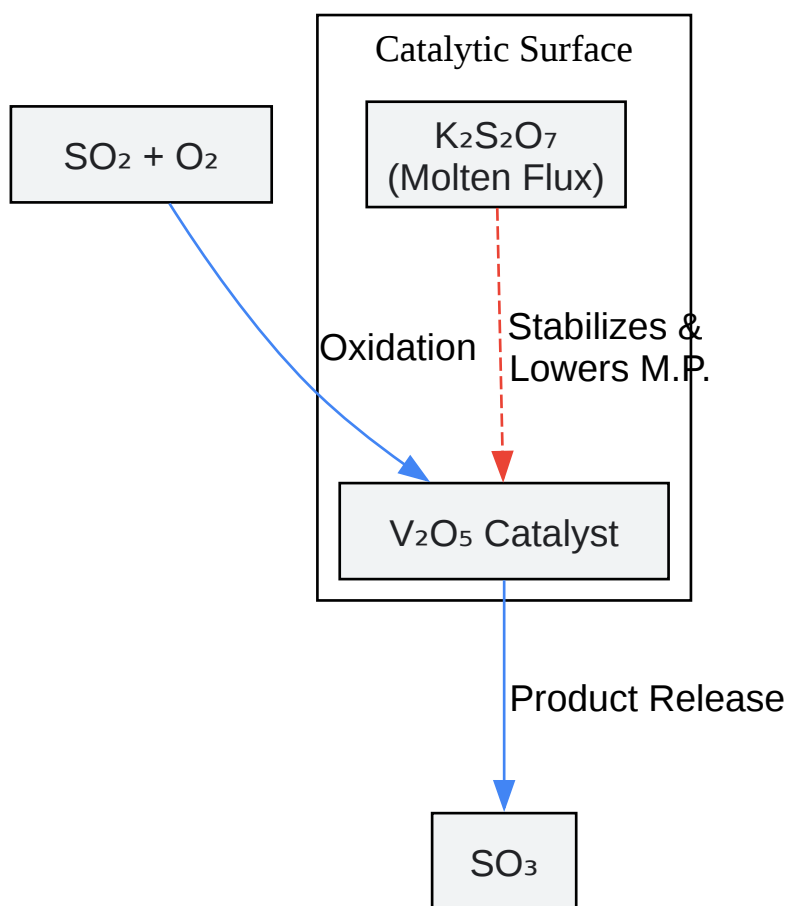 Catalytic Surface
SO₂ + O₂
K₂S₂O₇
(Molten Flux)
Oxidation
Stabilizes &
Lowers M.P.
V₂O₅ Catalyst
Product Release
SO₃